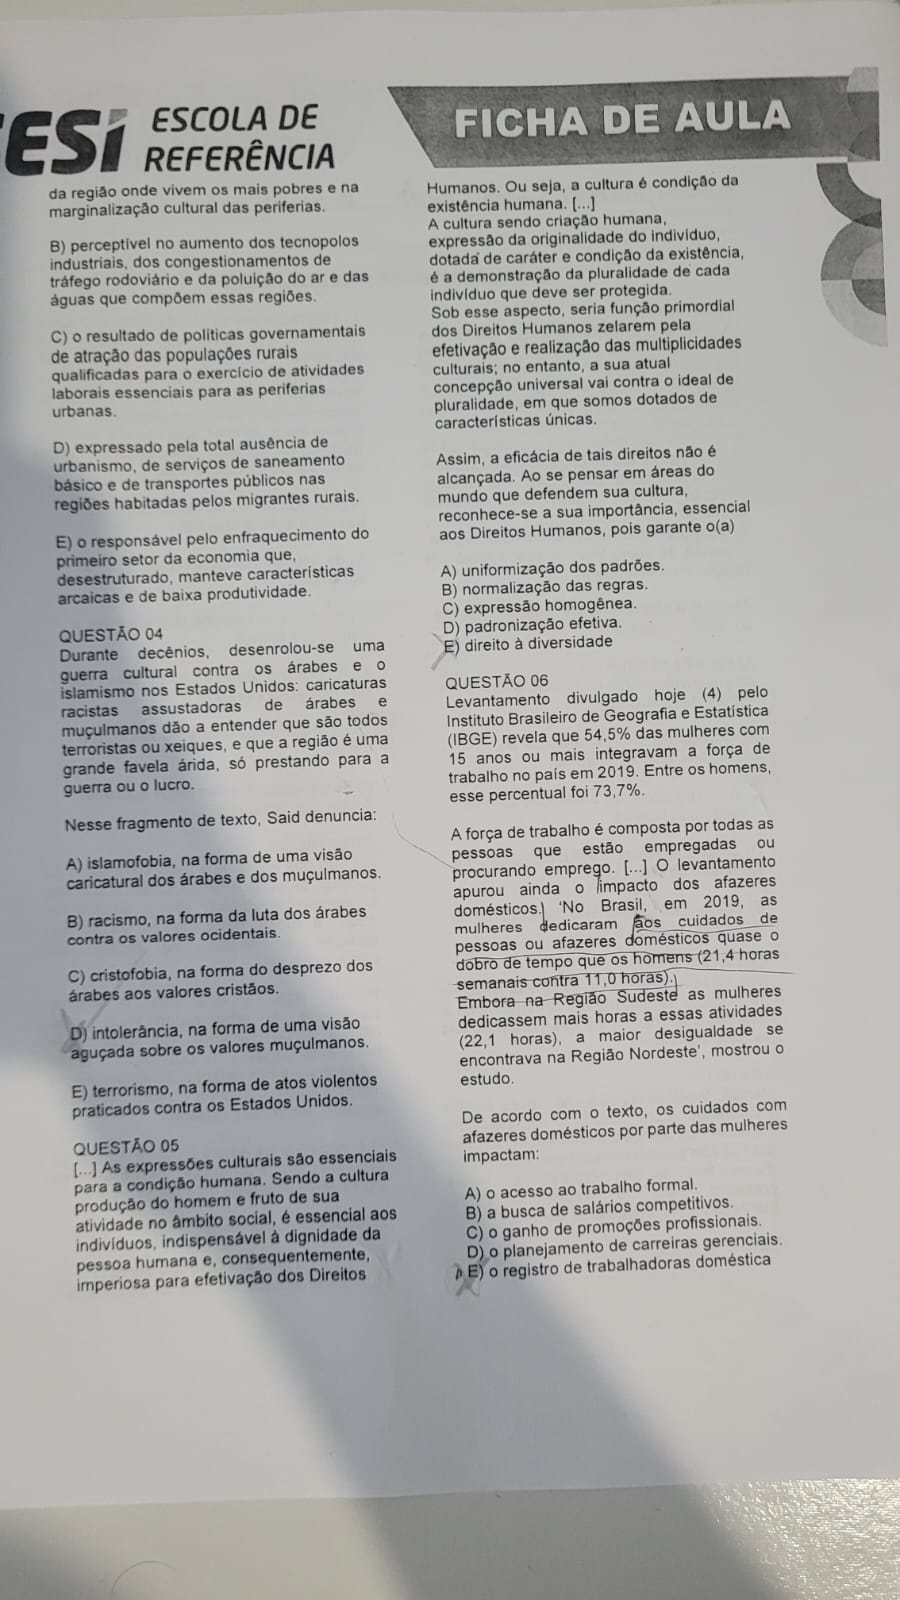 ESi ESCOLA DE
REFERÊNCIA
FICHA DE AULA
da região onde vivem os mais pobres e na
marginalização cultural das periferias.
B) perceptível no aumento dos tecnopolos
industriais, dos congestionamentos de
tráfego rodoviário e da poluição do ar e das
águas que compõem essas regiões.
C) o resultado de políticas governamentais
de atração das populações rurais
qualificadas para o exercício de atividades
laborais essenciais para as periferias
urbanas.
D) expressado pela total ausência de
urbanismo, de serviços de saneamento
básico e de transportes públicos nas
regiões habitadas pelos migrantes rurais.
E) o responsável pelo enfraquecimento do
primeiro setor da economia que,
desestruturado, manteve características
arcaicas e de baixa produtividade.
QUESTÃO 04
Durante decênios, desenrolou-se uma
guerra cultural contra os árabes e o
islamismo nos Estados Unidos: caricaturas
racistas assustadoras de árabes e
muçulmanos dão a entender que são todos
terroristas ou xeiques, e que a região é uma
grande favela árida, só prestando para a
guerra ou o lucro.
Nesse fragmento de texto, Said denuncia:
A) islamofobia, na forma de uma visão
caricatural dos árabes e dos muçulmanos.
B) racismo, na forma da luta dos árabes
contra os valores ocidentais.
C) cristofobia, na forma do desprezo dos
árabes aos valores cristãos.
D) intolerância, na forma de uma visão
aguçada sobre os valores muçulmanos.
E) terrorismo, na forma de atos violentos
praticados contra os Estados Unidos.
QUESTÃO 05
[...] As expressões culturais são essenciais
para a condição humana. Sendo a cultura
produção do homem e fruto de sua
atividade no âmbito social, é essencial aos
indivíduos, indispensável à dignidade da
pessoa humana e, consequentemente,
imperiosa para efetivação dos Direitos
Humanos. Ou seja, a cultura é condição da
existência humana. [...]
A cultura sendo criação humana,
expressão da originalidade do indivíduo,
dotada de caráter e condição da existência,
é a demonstração da pluralidade de cada
indivíduo que deve ser protegida.
Sob esse aspecto, seria função primordial
dos Direitos Humanos zelarem pela
efetivação e realização das multiplicidades
culturais; no entanto, a sua atual
concepção universal vai contra o ideal de
pluralidade, em que somos dotados de
características únicas.
Assim, a eficácia de tais direitos não é
alcançada. Ao se pensar em áreas do
mundo que defendem sua cultura,
reconhece-se a sua importância, essencial
aos Direitos Humanos, pois garante o(a)
A) uniformização dos padrões.
B) normalização das regras.
C) expressão homogênea.
D) padronização efetiva.
E) direito à diversidade
QUESTÃO 06
Levantamento divulgado hoje (4) pelo
Instituto Brasileiro de Geografia e Estatística
(IBGE) revela que 54,5% das mulheres com
15 anos ou mais integravam a força de
trabalho no país em 2019. Entre os homens,
esse percentual foi 73,7%.
A força de trabalho é composta por todas as
pessoas que estão empregadas ou
procurando emprego. [...] O levantamento
apurou ainda o impacto dos afazeres
domésticos. 'No Brasil, em 2019, as
mulheres dedicaram aos cuidados de
pessoas ou afazeres domésticos quase o
dobro de tempo que os homens (21,4 horas
semanais contra 11,0 horas).
Embora na Região Sudeste as mulheres
dedicassem mais horas a essas atividades
(22,1 horas), a maior desigualdade se
encontrava na Região Nordeste', mostrou o
estudo.
De acordo com o texto, os cuidados com
afazeres domésticos por parte das mulheres
impactam:
A) o acesso ao trabalho formal.
B) a busca de salários competitivos.
C) o ganho de promoções profissionais.
D) o planejamento de carreiras gerenciais.
E) o registro de trabalhadoras doméstica